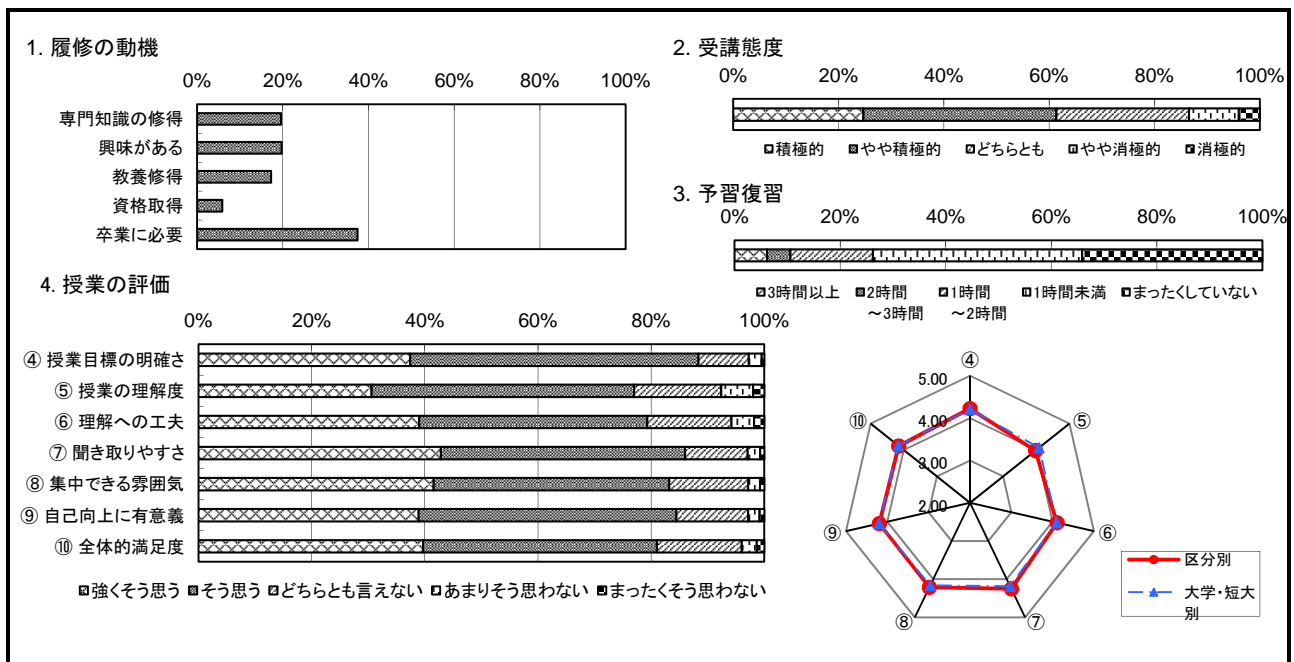 1. 履修の動機
0% 20% 40% 60% 80% 100%
専門知識の修得
興味がある
教養修得
資格取得
卒業に必要
2. 受講態度
0% 20% 40% 60% 80% 100%
積極的 やや積極的 どちらとも やや消極的 消極的
3. 予習復習
0% 20% 40% 60% 80% 100%
3時間以上 2時間 1時間 1時間未満 まったくしていない
～3時間 ～2時間
4. 授業の評価
0% 20% 40% 60% 80% 100%
④ 授業目標の明確さ
⑤ 授業の理解度
⑥ 理解への工夫
⑦ 聞き取りやすさ
⑧ 集中できる雰囲気
⑨ 自己向上に有意義
⑩ 全体的満足度
強くそう思う そう思う どちらとも言えない あまりそう思わない まったくそう思わない
④
5.00
⑩ ⑤
4.00
3.00
2.00
⑨ ⑥
⑧ ⑦
区分別
大学・短大
別